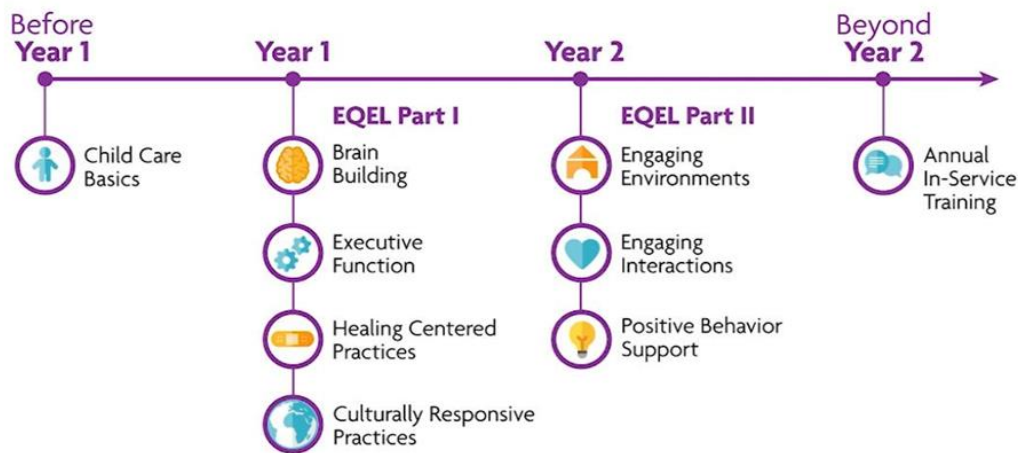 Before
Year 1
Year 1
Year 2
Beyond
Year 2
Child Care
Basics
EQEL Part I
Brain
Building
Executive
Function
Healing Centered
Practices
Culturally Responsive
Practices
EQEL Part II
Engaging
Environments
Engaging
Interactions
Positive Behavior
Support
Annual
In-Service
Training